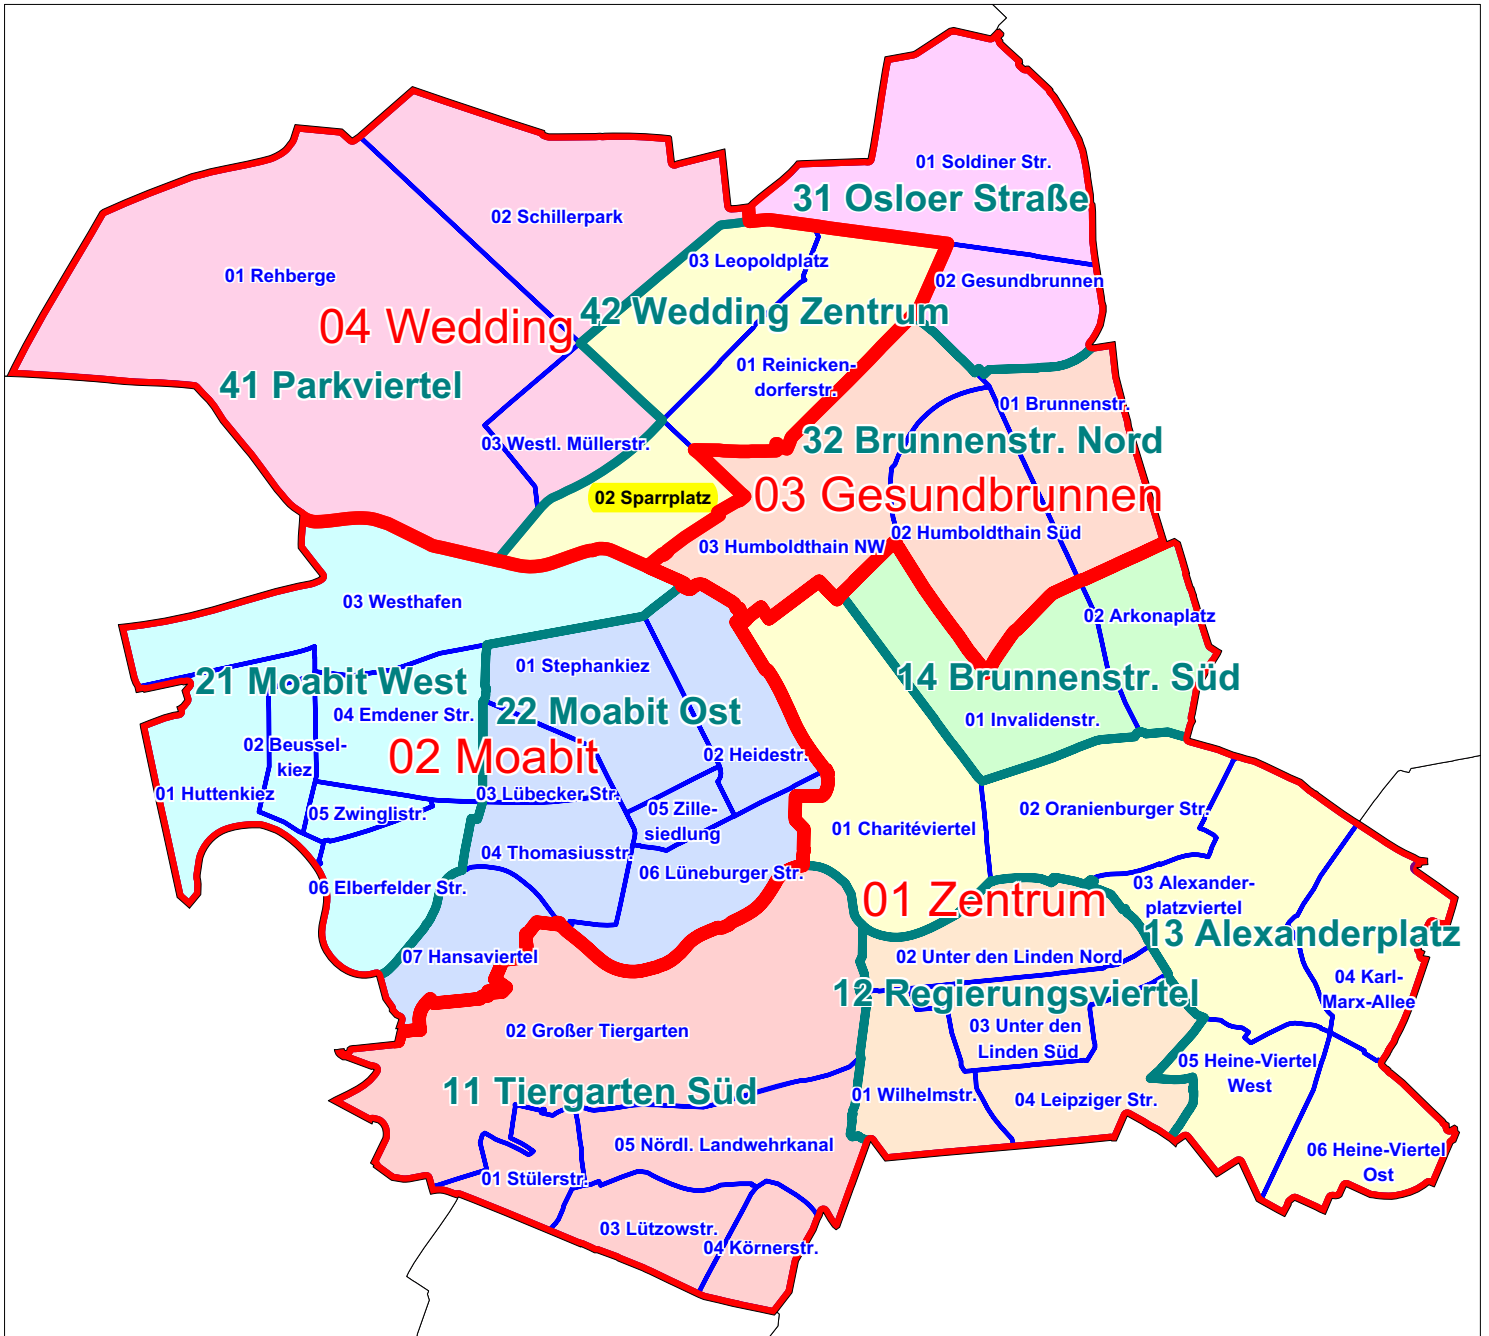 01 Soldiner Str.
31 Osloer Straße
02 Schillerpark
03 Leopoldplatz
01 Rehberge
02 Gesundbrunnen
42 Wedding Zentrum
04 Wedding
01 Reinicken-
dorferstr.
41 Parkviertel
01 Brunnenstr.
03 Westl. Müllerstr.
32 Brunnenstr. Nord
02 Sparrplatz
03 Gesundbrunnen
02 Humboldthain Süd
03 Humboldthain NW
03 Westhafen
02 Arkonaplatz
01 Stephankiez
21 Moabit West
14 Brunnenstr. Süd
04 Emdener Str.
22 Moabit Ost
01 Invalidenstr.
02 Beussel-
kiez
02 Moabit
02 Heidestr.
01 Huttenkiez
03 Lübecker Str.
05 Zwinglistr.
05 Zille-
siedlung
02 Oranienburger Str.
01 Charitéviertel
04 Thomasiusstr.
06 Lüneburger Str.
06 Elberfelder Str.
01 Zentrum
03 Alexander-
platzviertel
13 Alexanderplatz
07 Hansaviertel
02 Unter den Linden Nord
12 Regierungsviertel
04 Karl-
Marx-Allee
02 Großer Tiergarten
03 Unter den
Linden Süd
05 Heine-Viertel
West
11 Tiergarten Süd
01 Wilhelmstr.
04 Leipziger Str.
05 Nördl. Landwehrkanal
06 Heine-Viertel
Ost
01 Stülerstr.
03 Lützowstr.
04 Körnerstr.